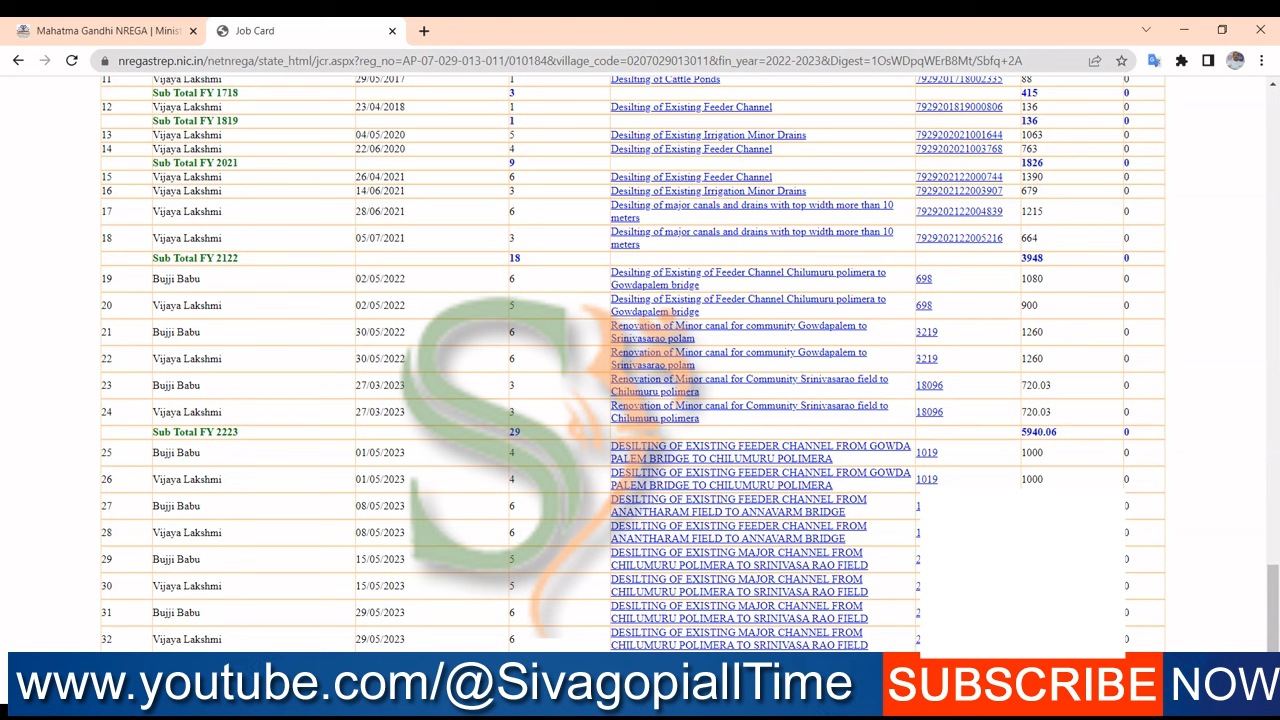 Mahatma Gandhi NREGA | Minis
Job Card
nregastrep.nic.in/netnrega/state_html/jcr.aspx?reg_no=AP-07-029-013-011/010164&village_code=0207029013011&fin_year=2022-2023&Digest=1OsWDpqWErB8Mt/Sbfq+2A
11 Vijaya Lakshmi 29/05/2017 1 Desilting of Cattle Ponds 7929201718002335 88 0
Sub Total FY 1718 3 415 0
12 Vijaya Lakshmi 23/04/2018 1 Desilting of Existing Feeder Channel 7929201819000806 136 0
Sub Total FY 1819 1 136 0
13 Vijaya Lakshmi 04/05/2020 5 Desilting of Existing Irrigation Minor Drains 7929202021001644 1063 0
14 Vijaya Lakshmi 22/06/2020 4 Desilting of Existing Feeder Channel 7929202021003768 763 0
Sub Total FY 2021 9 1826 0
15 Vijaya Lakshmi 26/04/2021 6 Desilting of Existing Feeder Channel 7929202122000744 1390 0
16 Vijaya Lakshmi 14/06/2021 3 Desilting of Existing Irrigation Minor Drains 7929202122003907 679 0
17 Vijaya Lakshmi 28/06/2021 6 Desilting of major canals and drains with top width more than 10 7929202122004839 1215 0
meters
18 Vijaya Lakshmi 05/07/2021 3 Desilting of major canals and drains with top width more than 10 7929202122005216 664 0
meters
Sub Total FY 2122 18 3948 0
19 Bujji Babu 02/05/2022 6 Desilting of Existing of Feeder Channel Chilumuru polimera to 698 1080 0
Gowdapalem bridge
20 Vijaya Lakshmi 02/05/2022 5 Desilting of Existing of Feeder Channel Chilumuru polimera to 698 900 0
Gowdapalem bridge
21 Bujji Babu 30/05/2022 6 Renovation of Minor canal for community Gowdapalem to 3219 1260 0
Srinivasarao polam
22 Vijaya Lakshmi 30/05/2022 6 Renovation of Minor canal for community Gowdapalem to 3219 1260 0
Srinivasarao polam
23 Bujji Babu 27/03/2023 3 Renovation of Minor canal for Community Srinivasarao field to 18096 720.03 0
Chilumuru polimera
24 Vijaya Lakshmi 27/03/2023 3 Renovation of Minor canal for Community Srinivasarao field to 18096 720.03 0
Chilumuru polimera
Sub Total FY 2223 29 5940.06 0
25 Bujji Babu 01/05/2023 4 DESILTING OF EXISTING FEEDER CHANNEL FROM GOWDA 1019 1000 0
PALEM BRIDGE TO CHILUMURU POLIMERA
26 Vijaya Lakshmi 01/05/2023 4 DESILTING OF EXISTING FEEDER CHANNEL FROM GOWDA 1019 1000 0
PALEM BRIDGE TO CHILUMURU POLIMERA
27 Bujji Babu 08/05/2023 6 DESILTING OF EXISTING FEEDER CHANNEL FROM 1 0
ANANTHARAM FIELD TO ANNAVARM BRIDGE
28 Vijaya Lakshmi 08/05/2023 6 DESILTING OF EXISTING FEEDER CHANNEL FROM 1 0
ANANTHARAM FIELD TO ANNAVARM BRIDGE
29 Bujji Babu 15/05/2023 5 DESILTING OF EXISTING MAJOR CHANNEL FROM 2 0
CHILUMURU POLIMERA TO SRINIVASA RAO FIELD
30 Vijaya Lakshmi 15/05/2023 5 DESILTING OF EXISTING MAJOR CHANNEL FROM 2 0
CHILUMURU POLIMERA TO SRINIVASA RAO FIELD
31 Bujji Babu 29/05/2023 6 DESILTING OF EXISTING MAJOR CHANNEL FROM 2 0
CHILUMURU POLIMERA TO SRINIVASA RAO FIELD
32 Vijaya Lakshmi 29/05/2023 6 DESILTING OF EXISTING MAJOR CHANNEL FROM 2 0
CHILUMURU POLIMERA TO SRINIVASA RAO FIELD
www.youtube.com/@SivagopiallTime SUBSCRIBE NOW